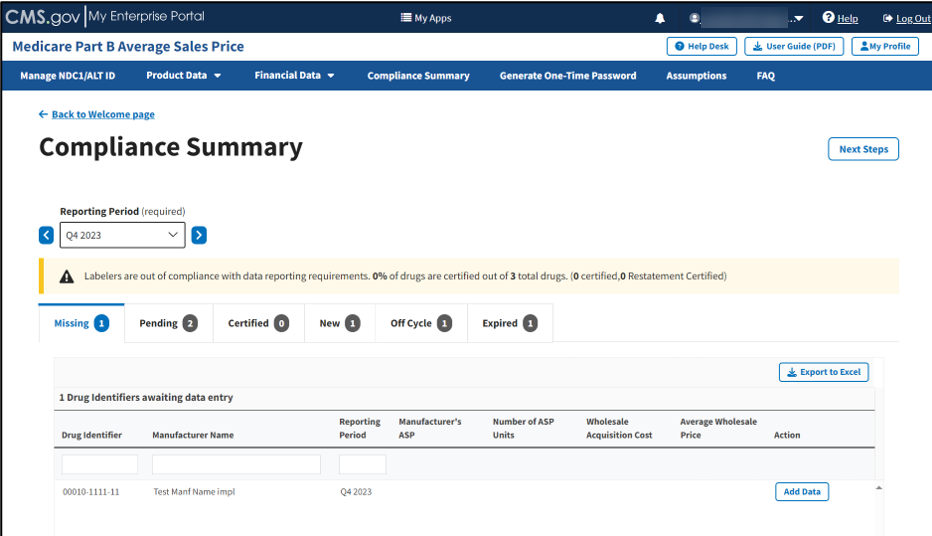 CMS.gov | My Enterprise Portal My Apps Help Log Out
Medicare Part B Average Sales Price Help Desk User Guide (PDF) My Profile
Manage NDC1/ALT ID Product Data Financial Data Compliance Summary Generate One-Time Password Assumptions FAQ
Back to Welcome page
Compliance Summary Next Steps
Reporting Period (required)
Q4 2023
Labelers are out of compliance with data reporting requirements. 0% of drugs are certified out of 3 total drugs. (0 certified,0 Restatement Certified)
Missing 1 Pending 2 Certified 0 New 1 Off Cycle 1 Expired 1
Export to Excel
1 Drug Identifiers awaiting data entry
Drug Identifier Manufacturer Name Reporting Period Manufacturer's ASP Number of ASP Units Wholesale Acquisition Cost Average Wholesale Price Action
00010-1111-11 Test Manf Name impl Q4 2023 Add Data